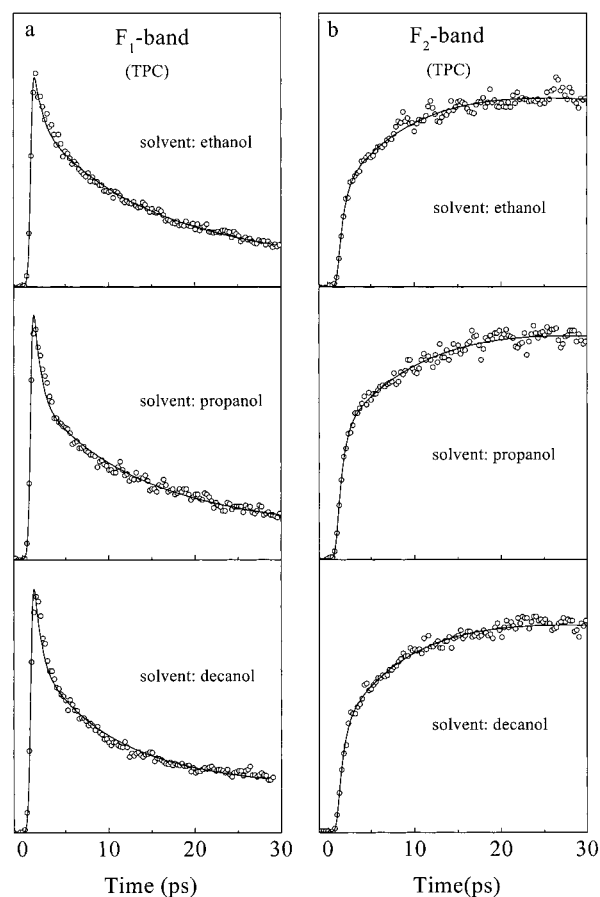 a
F₁-band
(TPC)
solvent: ethanol
solvent: propanol
solvent: decanol
0 10 20 30
Time (ps)
b
F₂-band
(TPC)
solvent: ethanol
solvent: propanol
solvent: decanol
0 10 20 30
Time(ps)